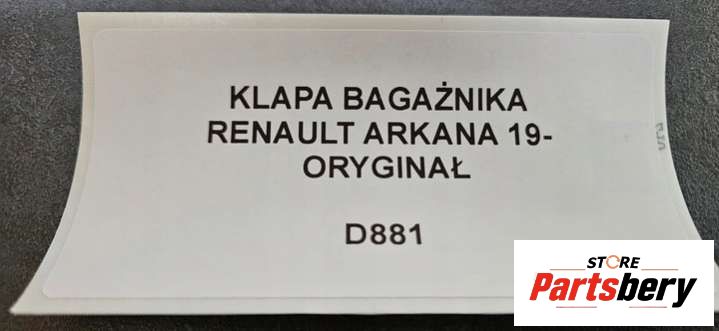 KLAPA BAGAŻNIKA
RENAULT ARKANA 19-
ORYGINAŁ
D881
STORE
Partsbery